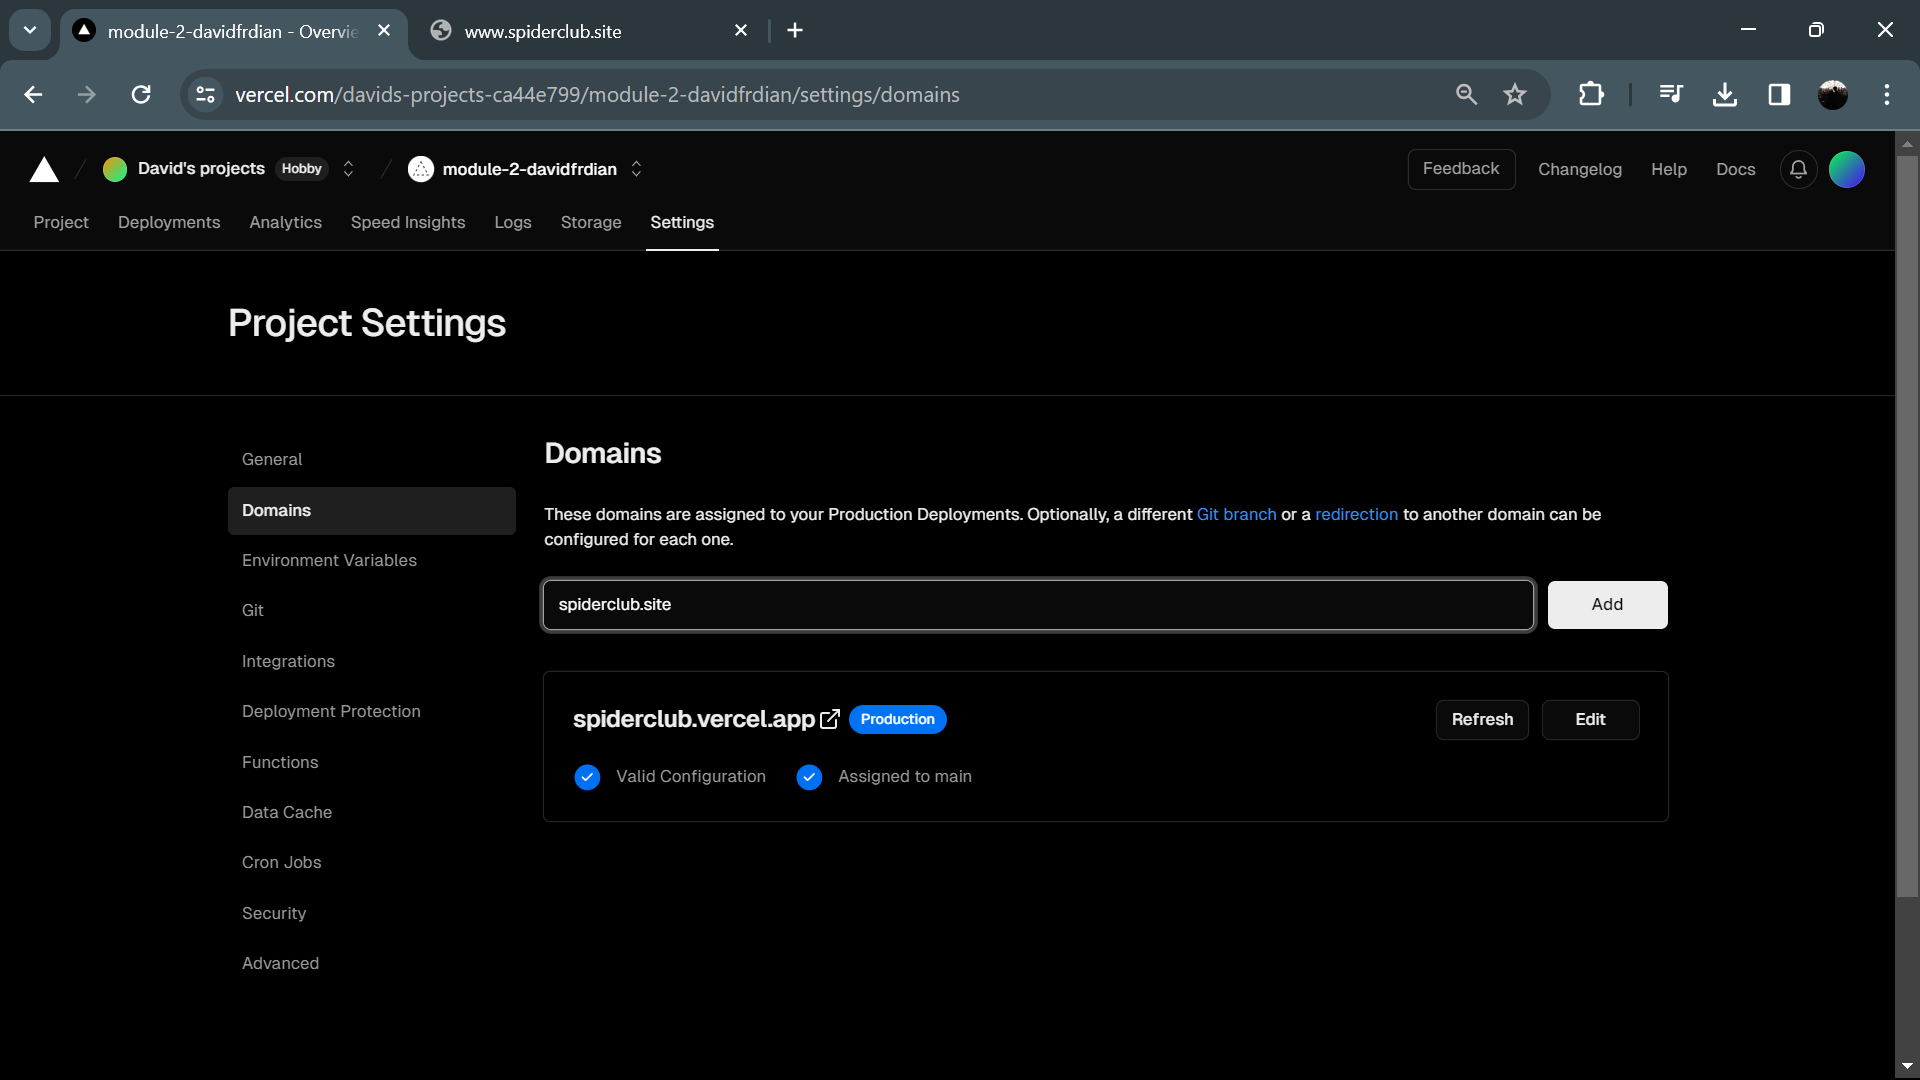 module-2-davidfrdian - Overvie
www.spiderclub.site
vercel.com/davids-projects-ca44e799/module-2-davidfrdian/settings/domains
David's projects Hobby
module-2-davidfrdian
Feedback Changelog Help Docs
Project Deployments Analytics Speed Insights Logs Storage Settings
Project Settings
General
Domains
Environment Variables
Git
Integrations
Deployment Protection
Functions
Data Cache
Cron Jobs
Security
Advanced
Domains
These domains are assigned to your Production Deployments. Optionally, a different Git branch or a redirection to another domain can be
configured for each one.
spiderclub.site
Add
spiderclub.vercel.app Production
Refresh Edit
Valid Configuration Assigned to main